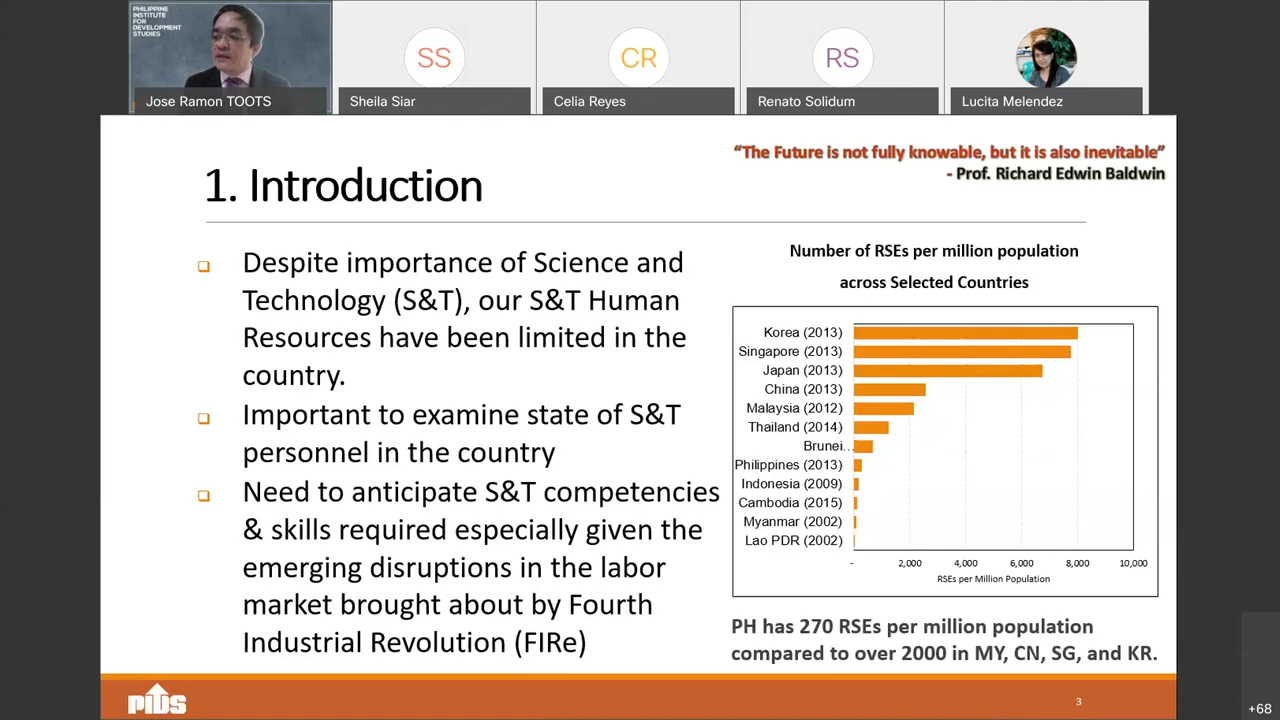 PHILIPPINE
INSTITUTE
FOR
DEVELOPMENT
STUDIES
SS
CR
RS
Jose Ramon TOOTS
Sheila Siar
Celia Reyes
Renato Solidum
Lucita Melendez
“The Future is not fully knowable, but it is also inevitable”
- Prof. Richard Edwin Baldwin
1. Introduction
❑ Despite importance of Science and
Technology (S&T), our S&T Human
Resources have been limited in the
country.
❑ Important to examine state of S&T
personnel in the country
❑ Need to anticipate S&T competencies
& skills required especially given the
emerging disruptions in the labor
market brought about by Fourth
Industrial Revolution (FIRe)
Number of RSEs per million population
across Selected Countries
Korea (2013)
Singapore (2013)
Japan (2013)
China (2013)
Malaysia (2012)
Thailand (2014)
Brunei…
Philippines (2013)
Indonesia (2009)
Cambodia (2015)
Myanmar (2002)
Lao PDR (2002)
- 2,000 4,000 6,000 8,000 10,000
RSEs per Million Population
PH has 270 RSEs per million population
compared to over 2000 in MY, CN, SG, and KR.
PIDS
3
+68